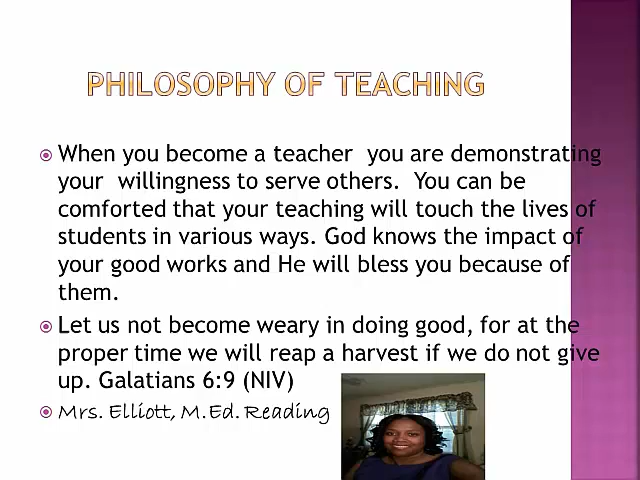 PHILOSOPHY OF TEACHING
When you become a teacher  you are demonstrating
your  willingness to serve others.  You can be
comforted that your teaching will touch the lives of
students in various ways. God knows the impact of
your good works and He will bless you because of
them.
Let us not become weary in doing good, for at the
proper time we will reap a harvest if we do not give
up. Galatians 6:9 (NIV)
Mrs. Elliott, M.Ed. Reading